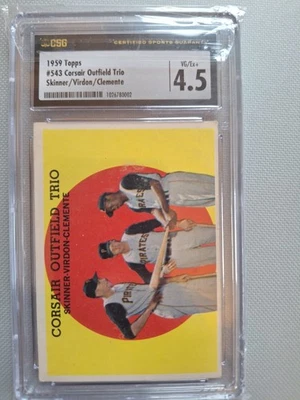 CSG
CERTIFIED SPORTS GUARANTY
1959 Topps
#543 Corsair Outfield Trio
Skinner/Virdon/Clemente
VG/Ex+
4.5
CORSAIR OUTFIELD TRIO
SKINNER-VIRDON-CLEMENTE
PIRATES